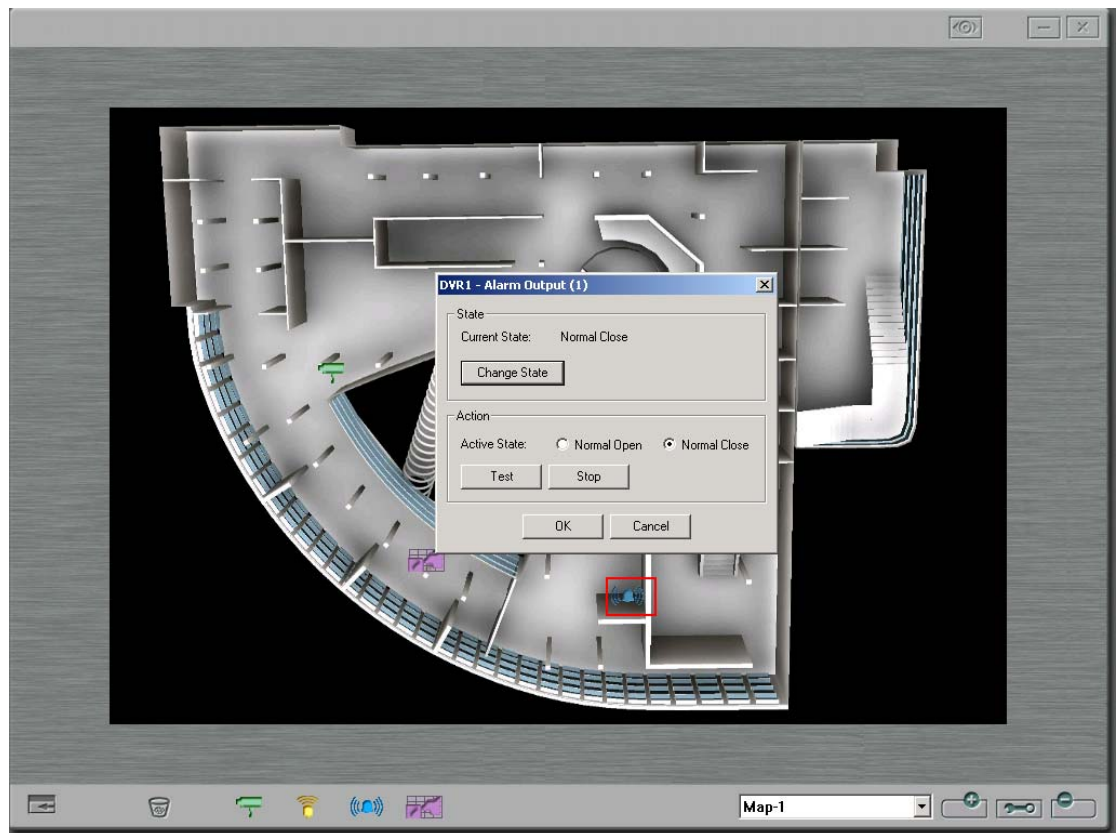 DVR1 - Alarm Output (1)
State
Current State: Normal Close
Change State
Action
Active State: Normal Open Normal Close
Test Stop
OK Cancel
Map-1